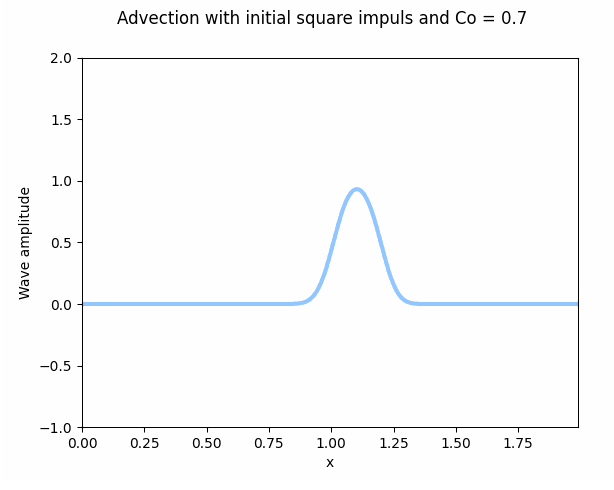 Advection with initial square impuls and Co = 0.7
2.0
1.5
1.0
0.5
0.0
−0.5
−1.0
Wave amplitude
0.00 0.25 0.50 0.75 1.00 1.25 1.50 1.75
x